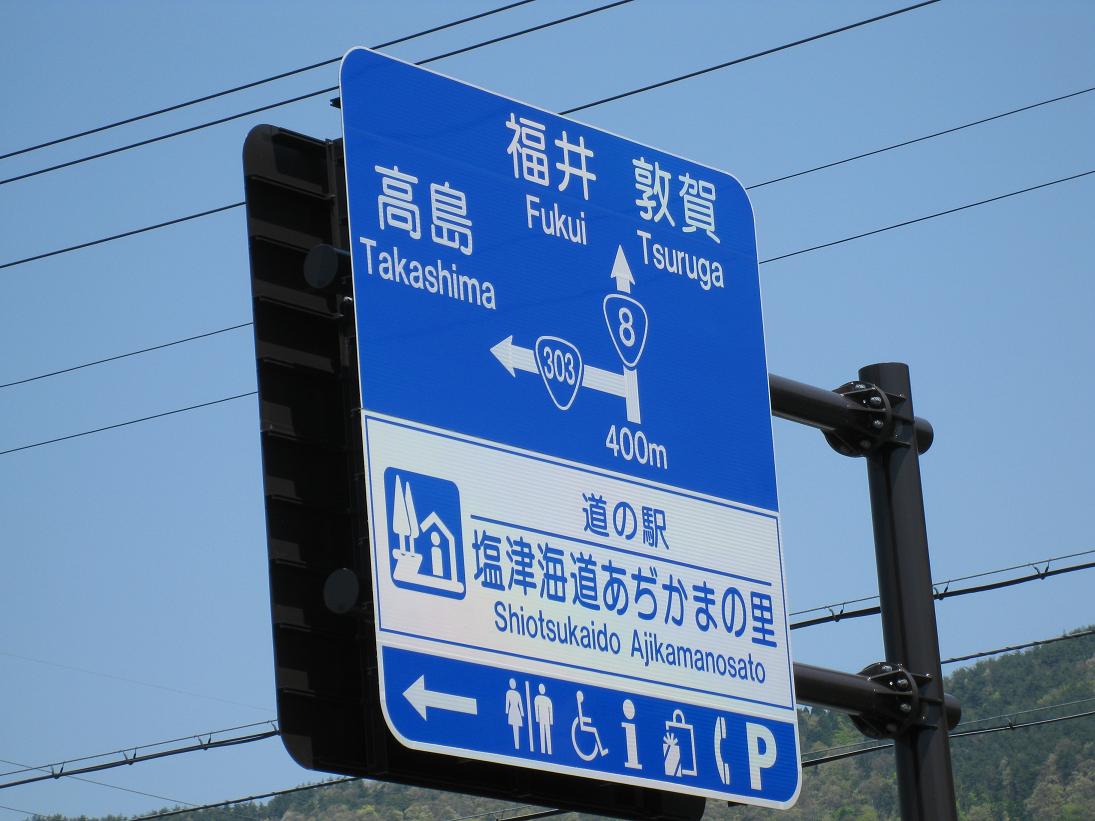 福井 敦賀
Fukui Tsuruga
高島
Takashima
8
303
400m
道の駅
塩津海道あぢかまの里
Shiotsukaido Ajikamanosato
P